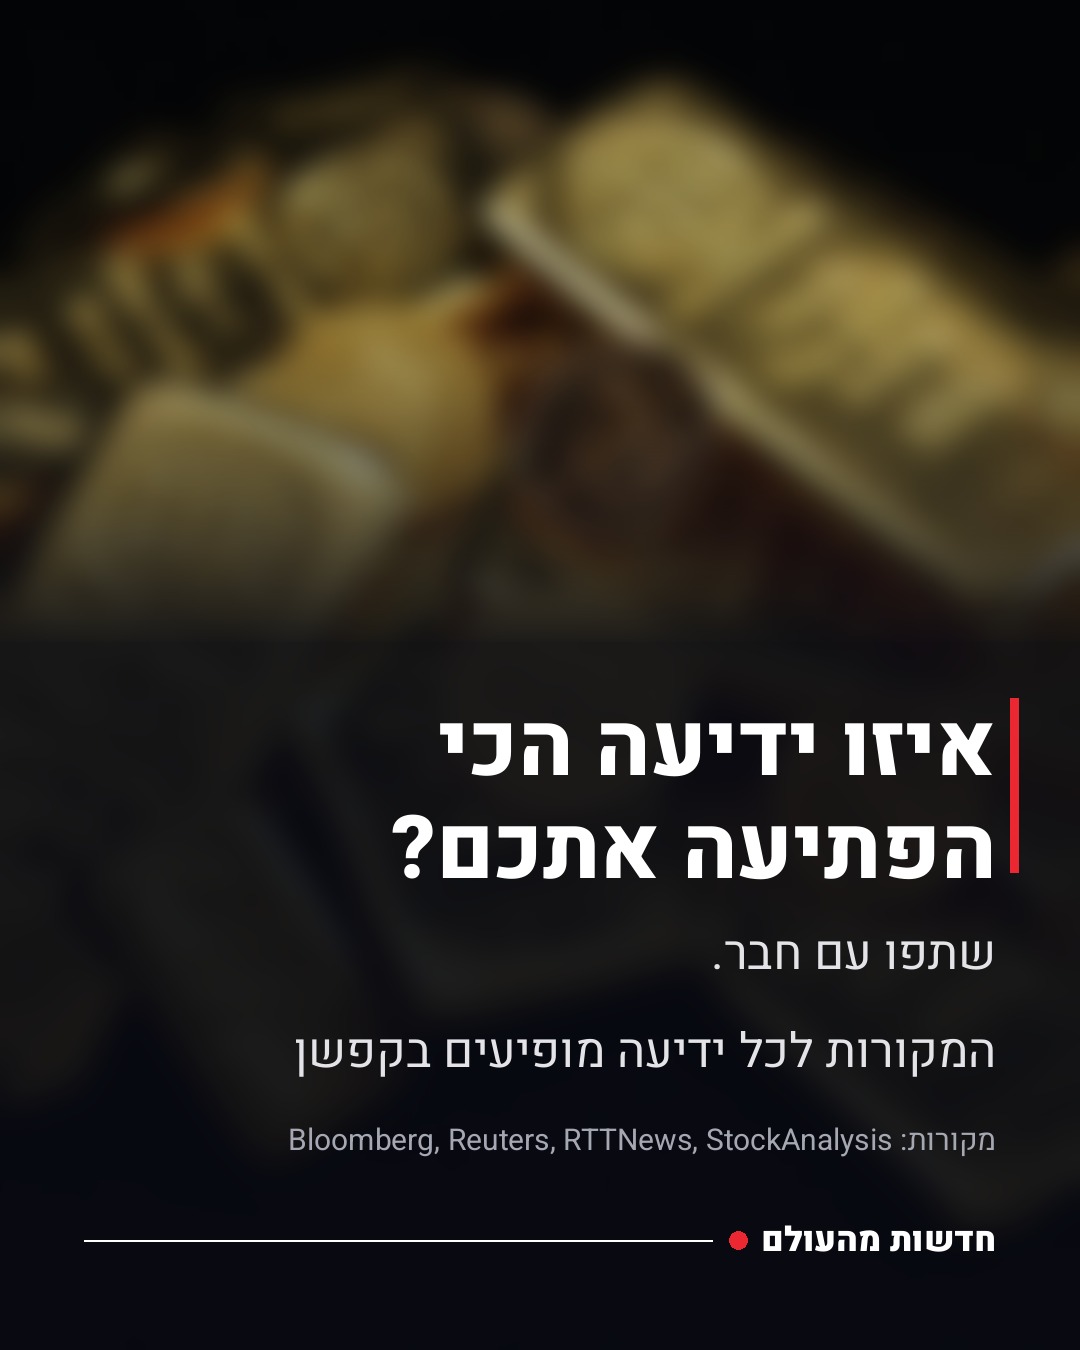 איזו ידיעה הכי
הפתיעה אתכם?
שתפו עם חבר.
המקורות לכל ידיעה מופיעים בקפשן
מקורות: Bloomberg, Reuters, RTTNews, StockAnalysis
חדשות מהעולם